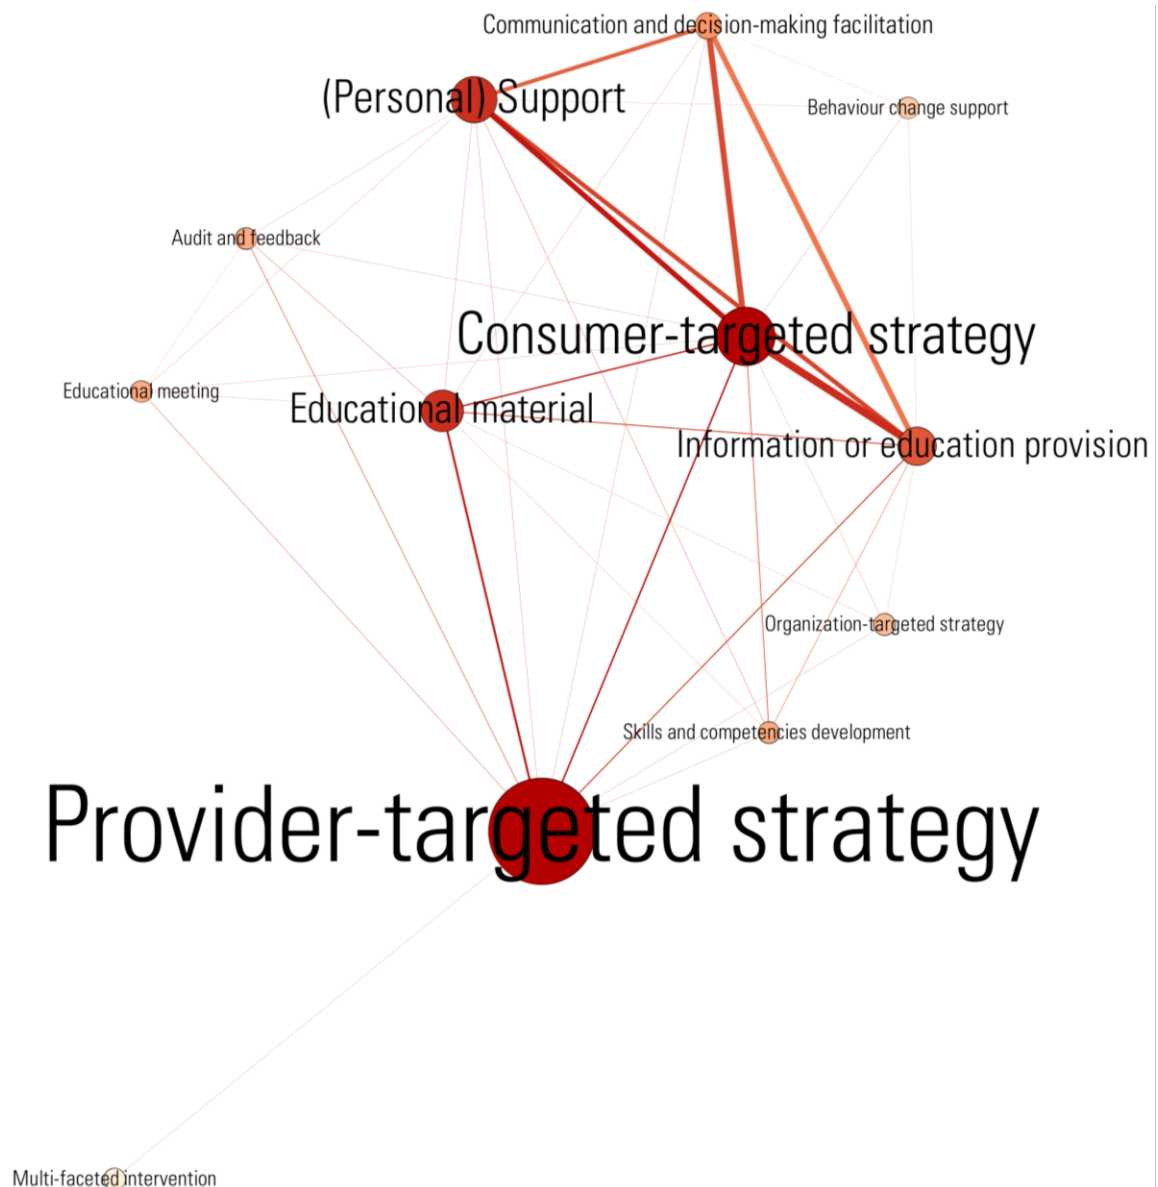 Communication and decision-making facilitation
(Personal) Support
Behaviour change support
Audit and feedback
Consumer-targeted strategy
Educational meeting
Educational material
Information or education provision
Organization-targeted strategy
Skills and competencies development
Provider-targeted strategy
Multi-faceted intervention